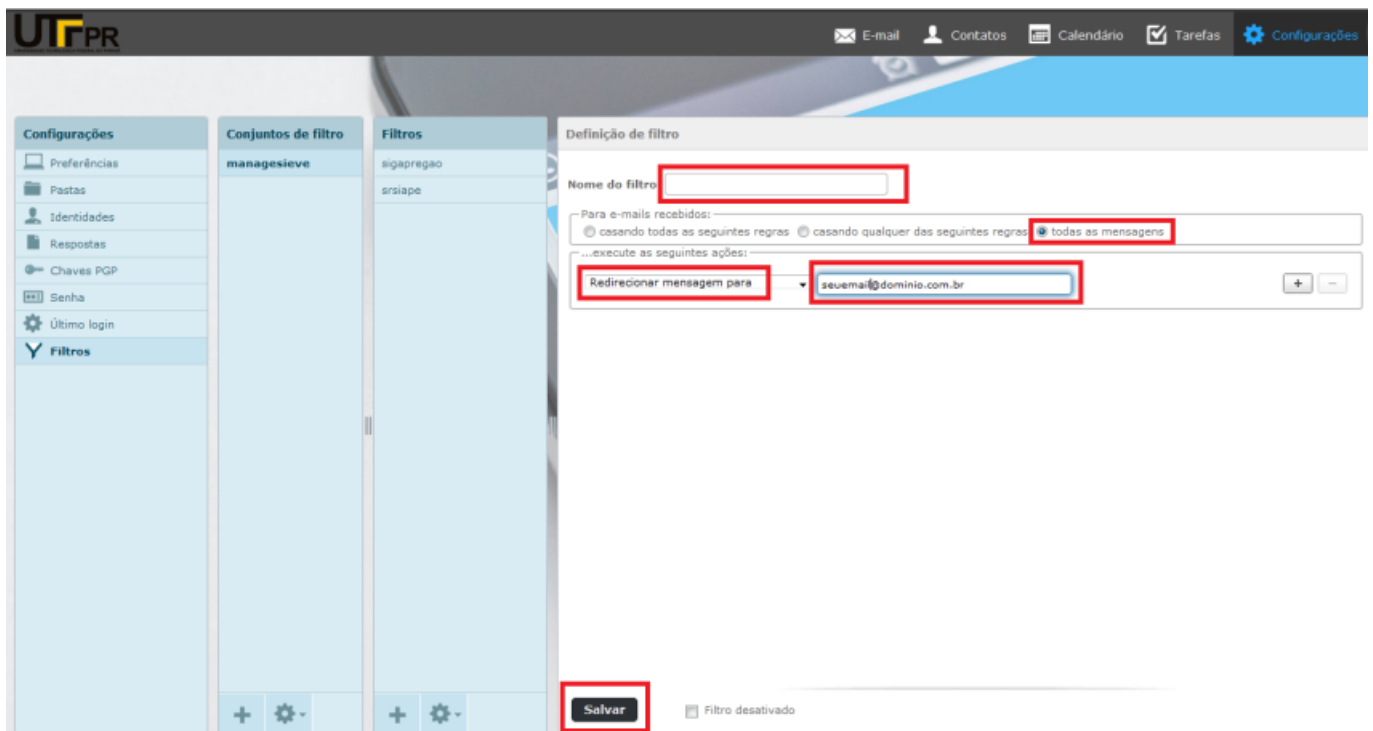 UTFPR
E-mail Contatos Calendário Tarefas Configurações
Configurações
Preferências
Pastas
Identidades
Respostas
Chaves PGP
Senha
Último login
Filtros
Conjuntos de filtro
managesieve
Filtros
sigapregao
srsiape
Definição de filtro
Nome do filtro
Para e-mails recebidos:
casando todas as seguintes regras casando qualquer das seguintes regras todas as mensagens
...execute as seguintes ações:
Redirecionar mensagem para seuemail@dominio.com.br + −
Salvar Filtro desativado